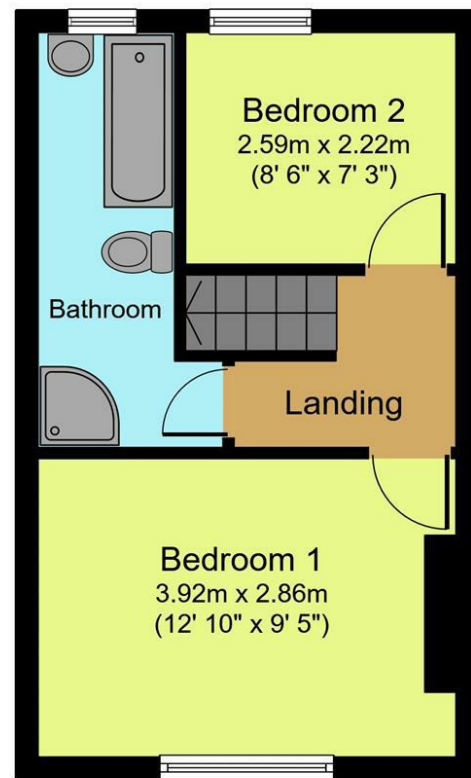 Bedroom 2
2.59m x 2.22m
(8' 6" x 7' 3")
Bathroom
Landing
Bedroom 1
3.92m x 2.86m
(12' 10" x 9' 5")